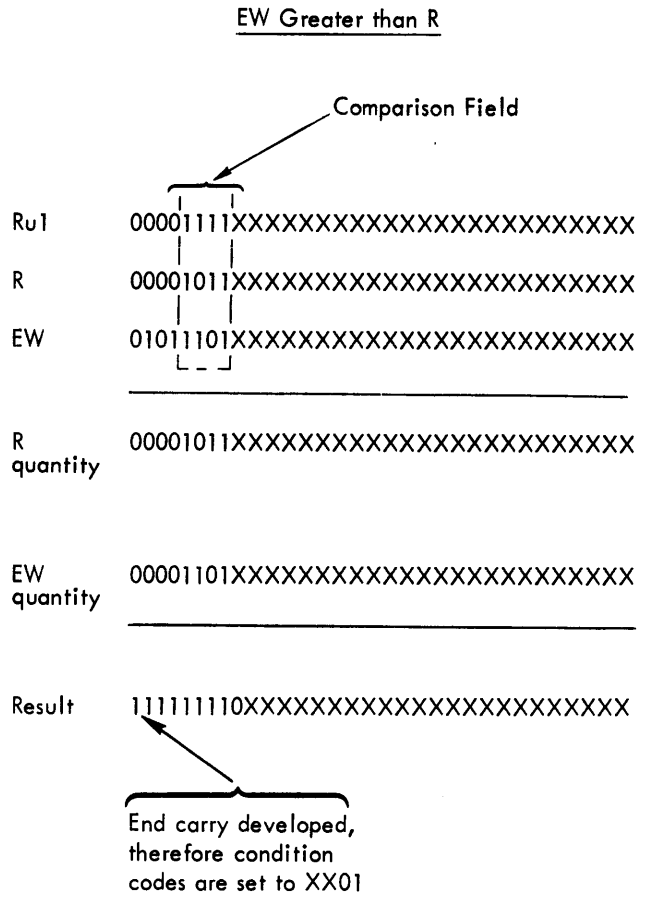 EW Greater than R
Comparison Field
Ru1 00001111XXXXXXXXXXXXXXXXXXXXXXXX
R 00001011XXXXXXXXXXXXXXXXXXXXXXXX
EW 01011101XXXXXXXXXXXXXXXXXXXXXXXX
R 00001011XXXXXXXXXXXXXXXXXXXXXXXX
quantity
EW 00001101XXXXXXXXXXXXXXXXXXXXXXXX
quantity
Result 111111110XXXXXXXXXXXXXXXXXXXXXXX
End carry developed,
therefore condition
codes are set to XX01